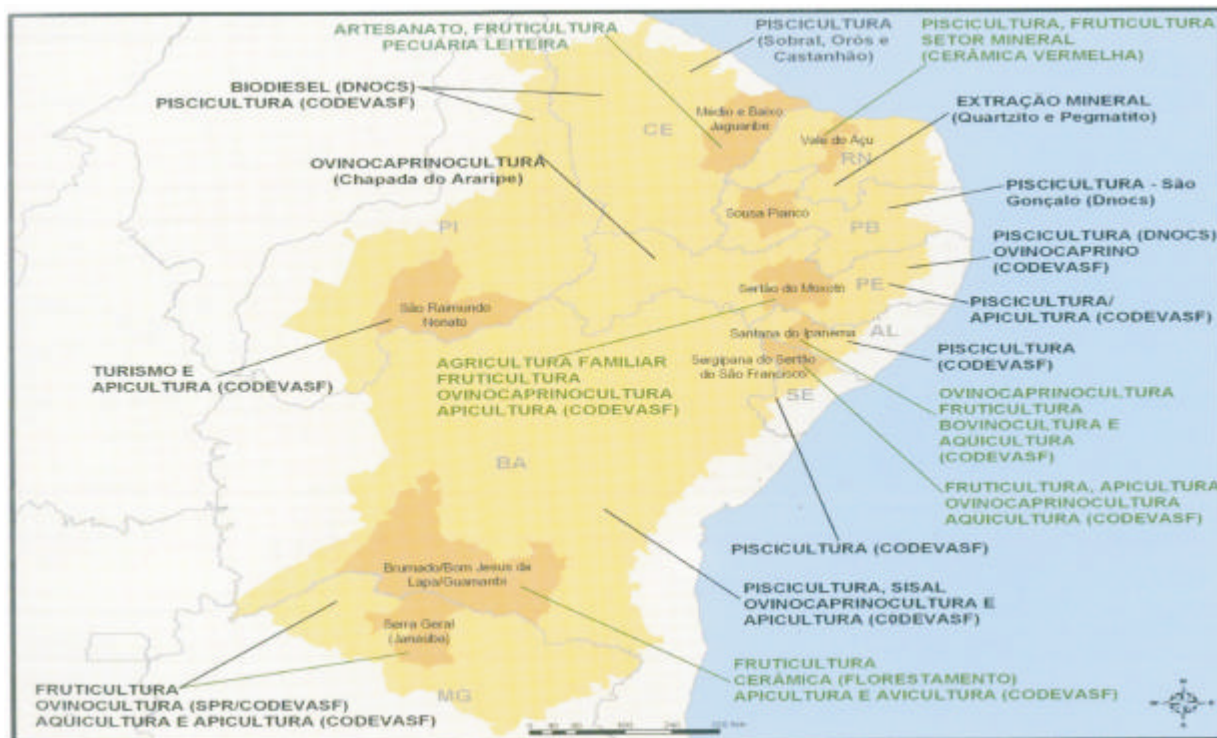 ARTESANATO, FRUTICULTURA
PECUÁRIA LEITEIRA
PISCICULTURA
(Sobral, Orós e
Castanhão)
PISCICULTURA, FRUTICULTURA
SETOR MINERAL
(CERÂMICA VERMELHA)
BIODIESEL (DNOCS)
PISCICULTURA (CODEVASF)
EXTRAÇÃO MINERAL
(Quartzito e Pegmatito)
CE
Médio e Baixo
Jaguaribe
Vale do Açu
RN
OVINOCAPRINOCULTURA
(Chapada do Araripe)
PISCICULTURA - São
Gonçalo (Dnocs)
Sousa Piancó
PB
PI
PISCICULTURA (DNOCS)
OVINOCAPRINO
(CODEVASF)
Sertão do Moxotó
PE
PISCICULTURA/
APICULTURA (CODEVASF)
São Raimundo
Nonato
Santana do Ipanema
AL
PISCICULTURA
(CODEVASF)
TURISMO E
APICULTURA (CODEVASF)
AGRICULTURA FAMILIAR
FRUTICULTURA
OVINOCAPRINOCULTURA
APICULTURA (CODEVASF)
Sergipana do Sertão
do São Francisco
SE
OVINOCAPRINOCULTURA
FRUTICULTURA
BOVINOCULTURA E
AQÜICULTURA
(CODEVASF)
BA
FRUTICULTURA, APICULTURA
OVINOCAPRINOCULTURA
AQÜICULTURA (CODEVASF)
PISCICULTURA (CODEVASF)
Brumado/Bom Jesus da
Lapa/Guamanbi
PISCICULTURA, SISAL
OVINOCAPRINOCULTURA E
APICULTURA (C0DEVASF)
Serra Geral
(Janaúba)
FRUTICULTURA
CERÂMICA (FLORESTAMENTO)
APICULTURA E AVICULTURA (CODEVASF)
MG
FRUTICULTURA
OVINOCULTURA (SPR/CODEVASF)
AQÜICULTURA E APICULTURA (CODEVASF)